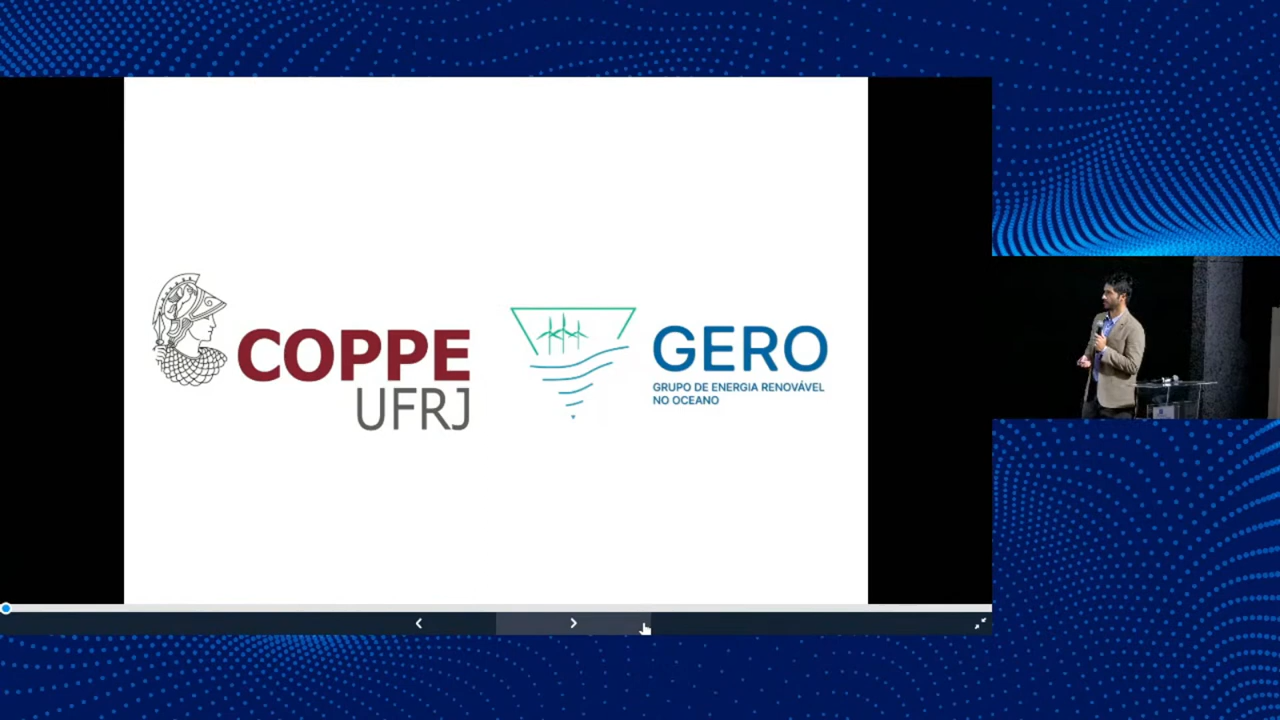 COPPE
UFRJ
GERO
GRUPO DE ENERGIA RENOVÁVEL
NO OCEANO